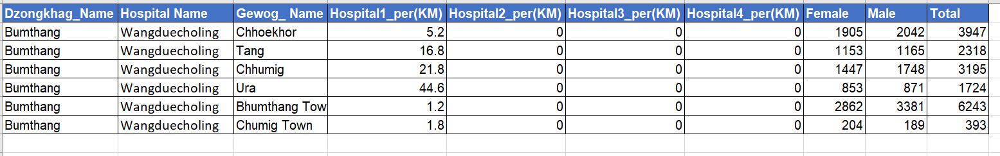 Dzongkhag_Name Hospital Name Gewog_Name Hospital1_per(KM) Hospital2_per(KM) Hospital3_per(KM) Hospital4_per(KM) Female Male Total
Bumthang Wangduecholing Chhoekhor 5.2 0 0 0 1905 2042 3947
Bumthang Wangduecholing Tang 16.8 0 0 0 1153 1165 2318
Bumthang Wangduecholing Chhumig 21.8 0 0 0 1447 1748 3195
Bumthang Wangduecholing Ura 44.6 0 0 0 853 871 1724
Bumthang Wangduecholing Bhumthang Tow 1.2 0 0 0 2862 3381 6243
Bumthang Wangduecholing Chumig Town 1.8 0 0 0 204 189 393